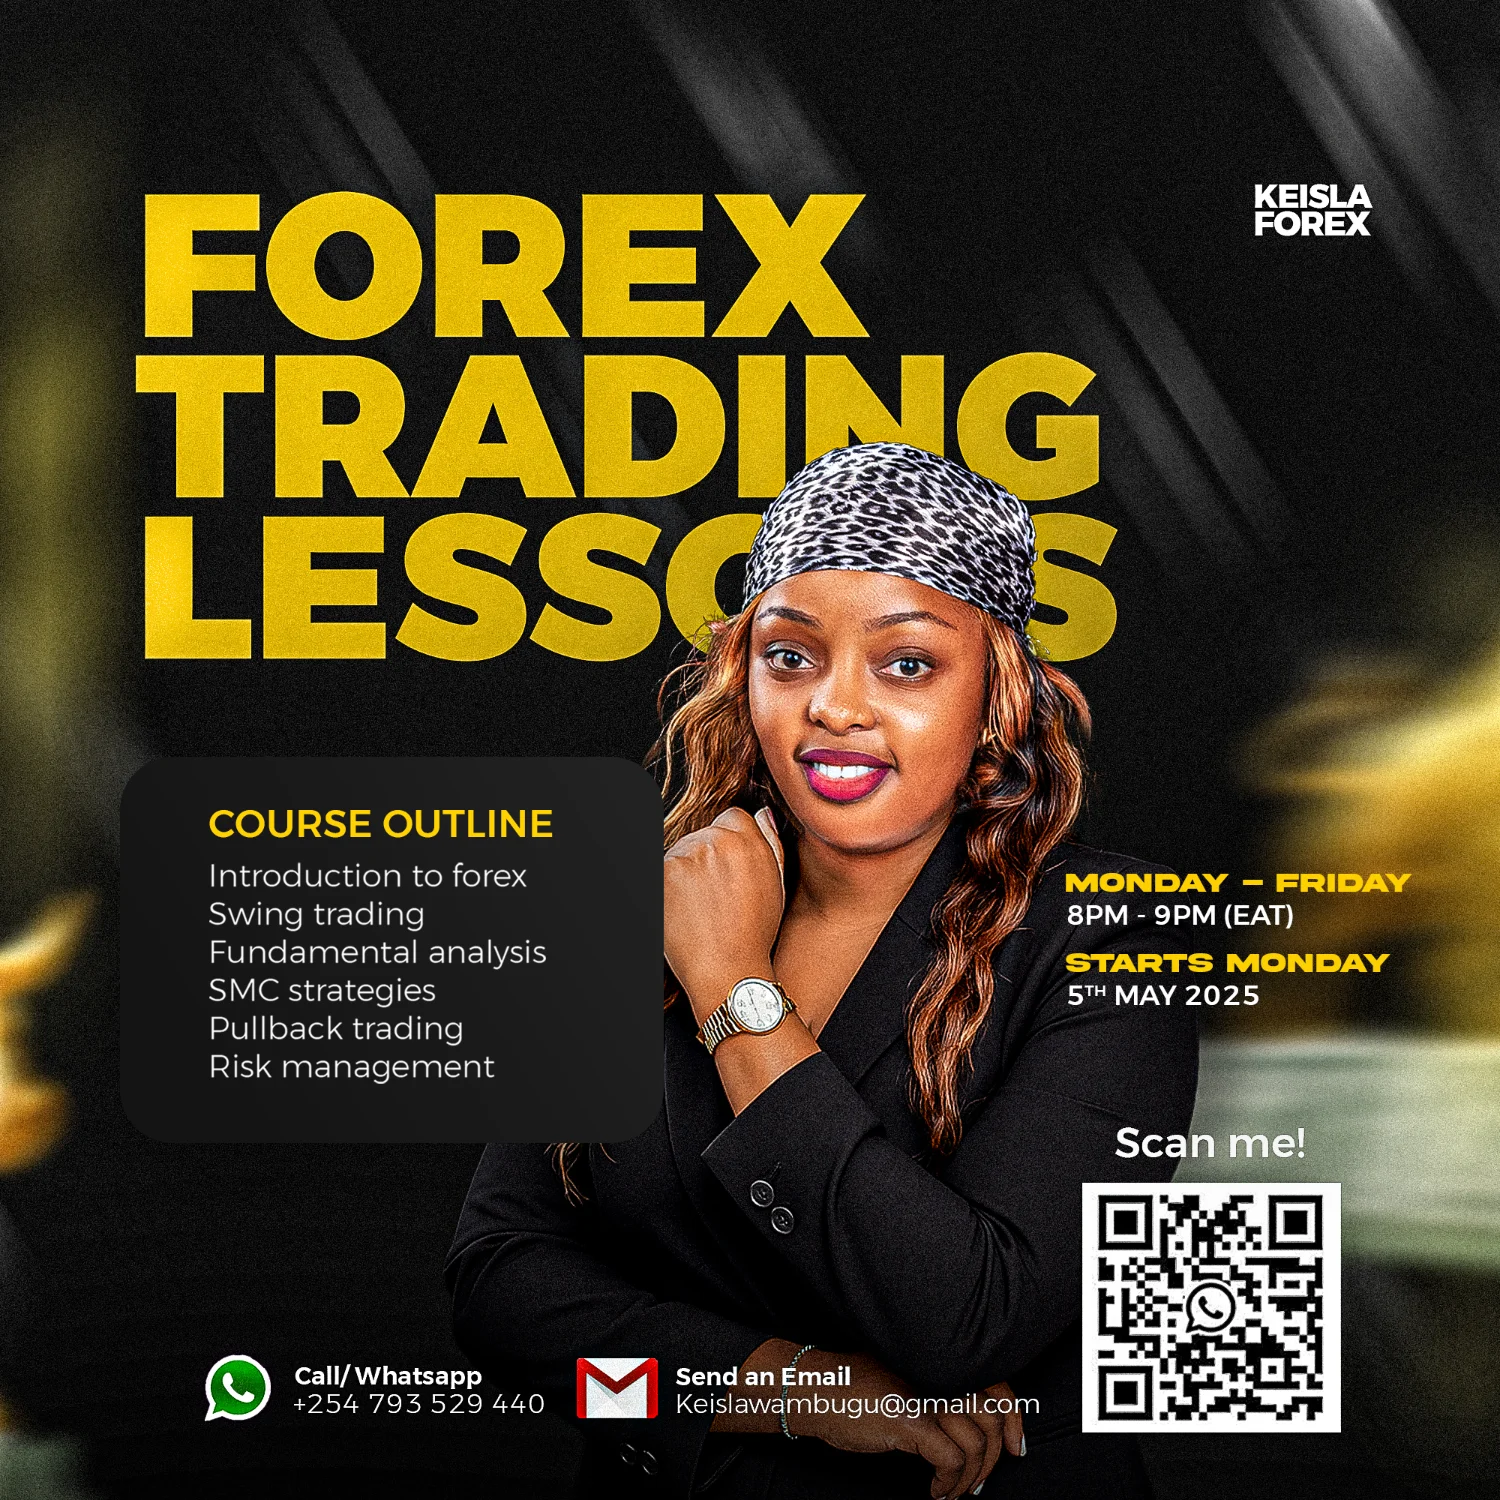 FOREX
TRADING
LESSONS
KEISLA
FOREX
COURSE OUTLINE
Introduction to forex
Swing trading
Fundamental analysis
SMC strategies
Pullback trading
Risk management
MONDAY – FRIDAY
8PM - 9PM (EAT)
STARTS MONDAY
5TH MAY 2025
Scan me!
Call/Whatsapp
+254 793 529 440
Send an Email
Keislawambugu@gmail.com